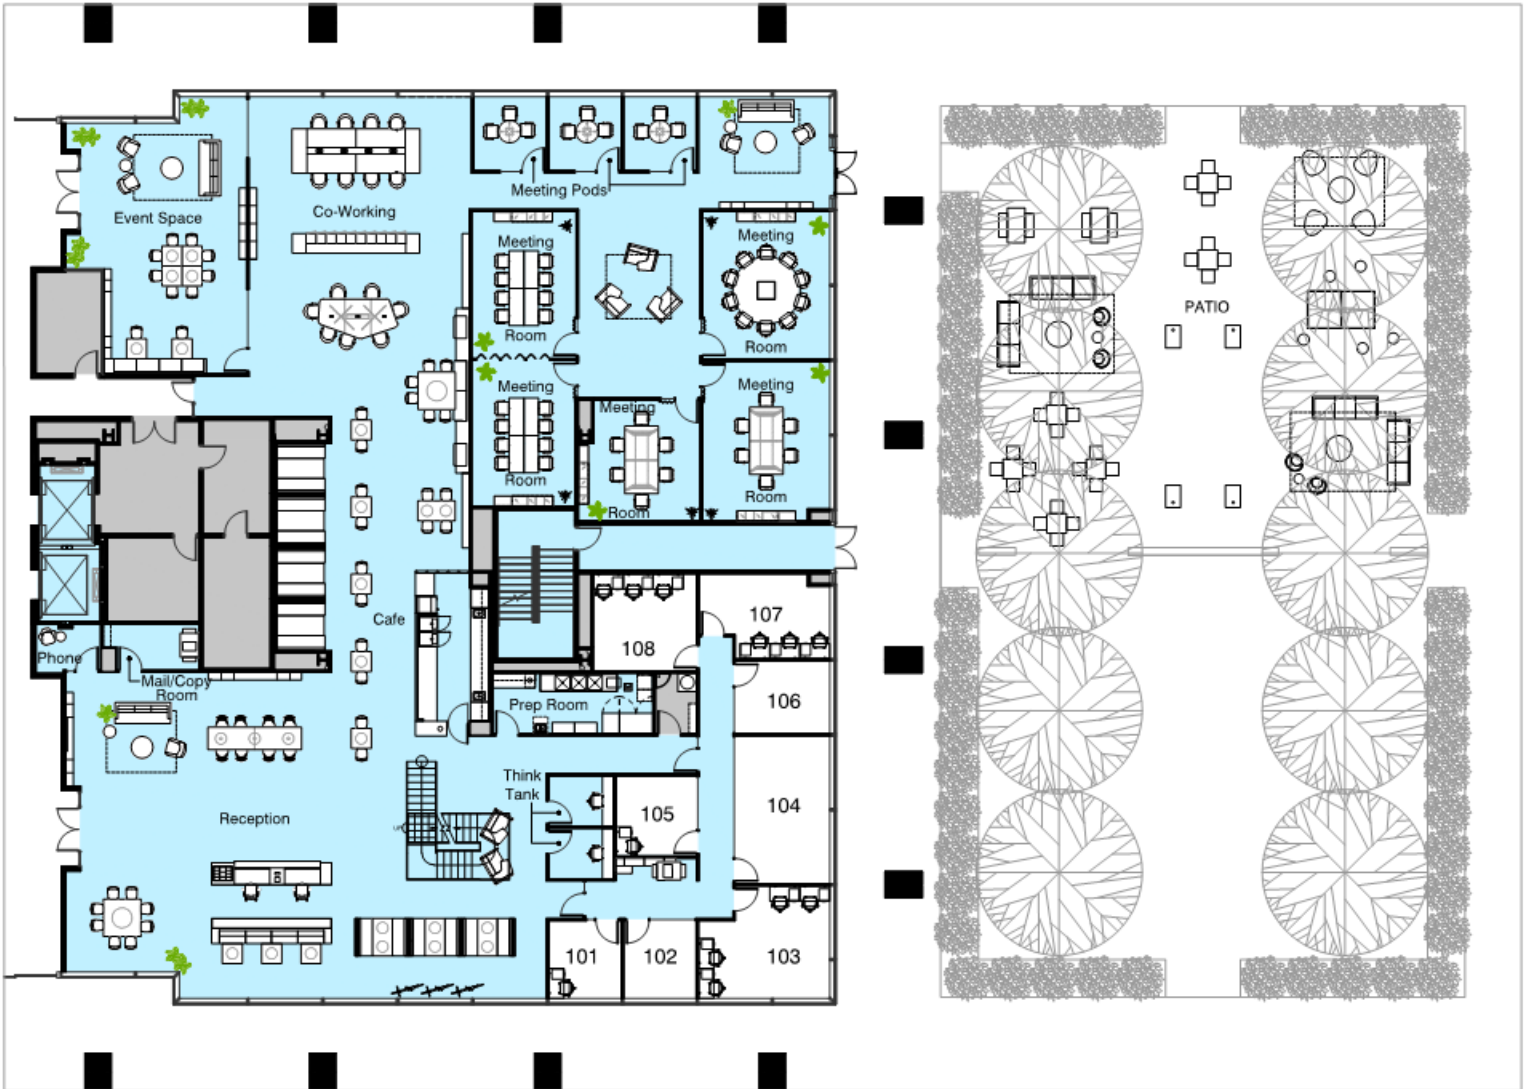 Meeting Pods
Event Space
Co-Working
Meeting
Room
Meeting
Room
PATIO
Meeting
Room
Meeting
Room
Meeting
Room
Cafe
107
108
Phone
Mail/Copy
Room
Prep Room
106
Think
Tank
105
104
Reception
UP
101
102
103